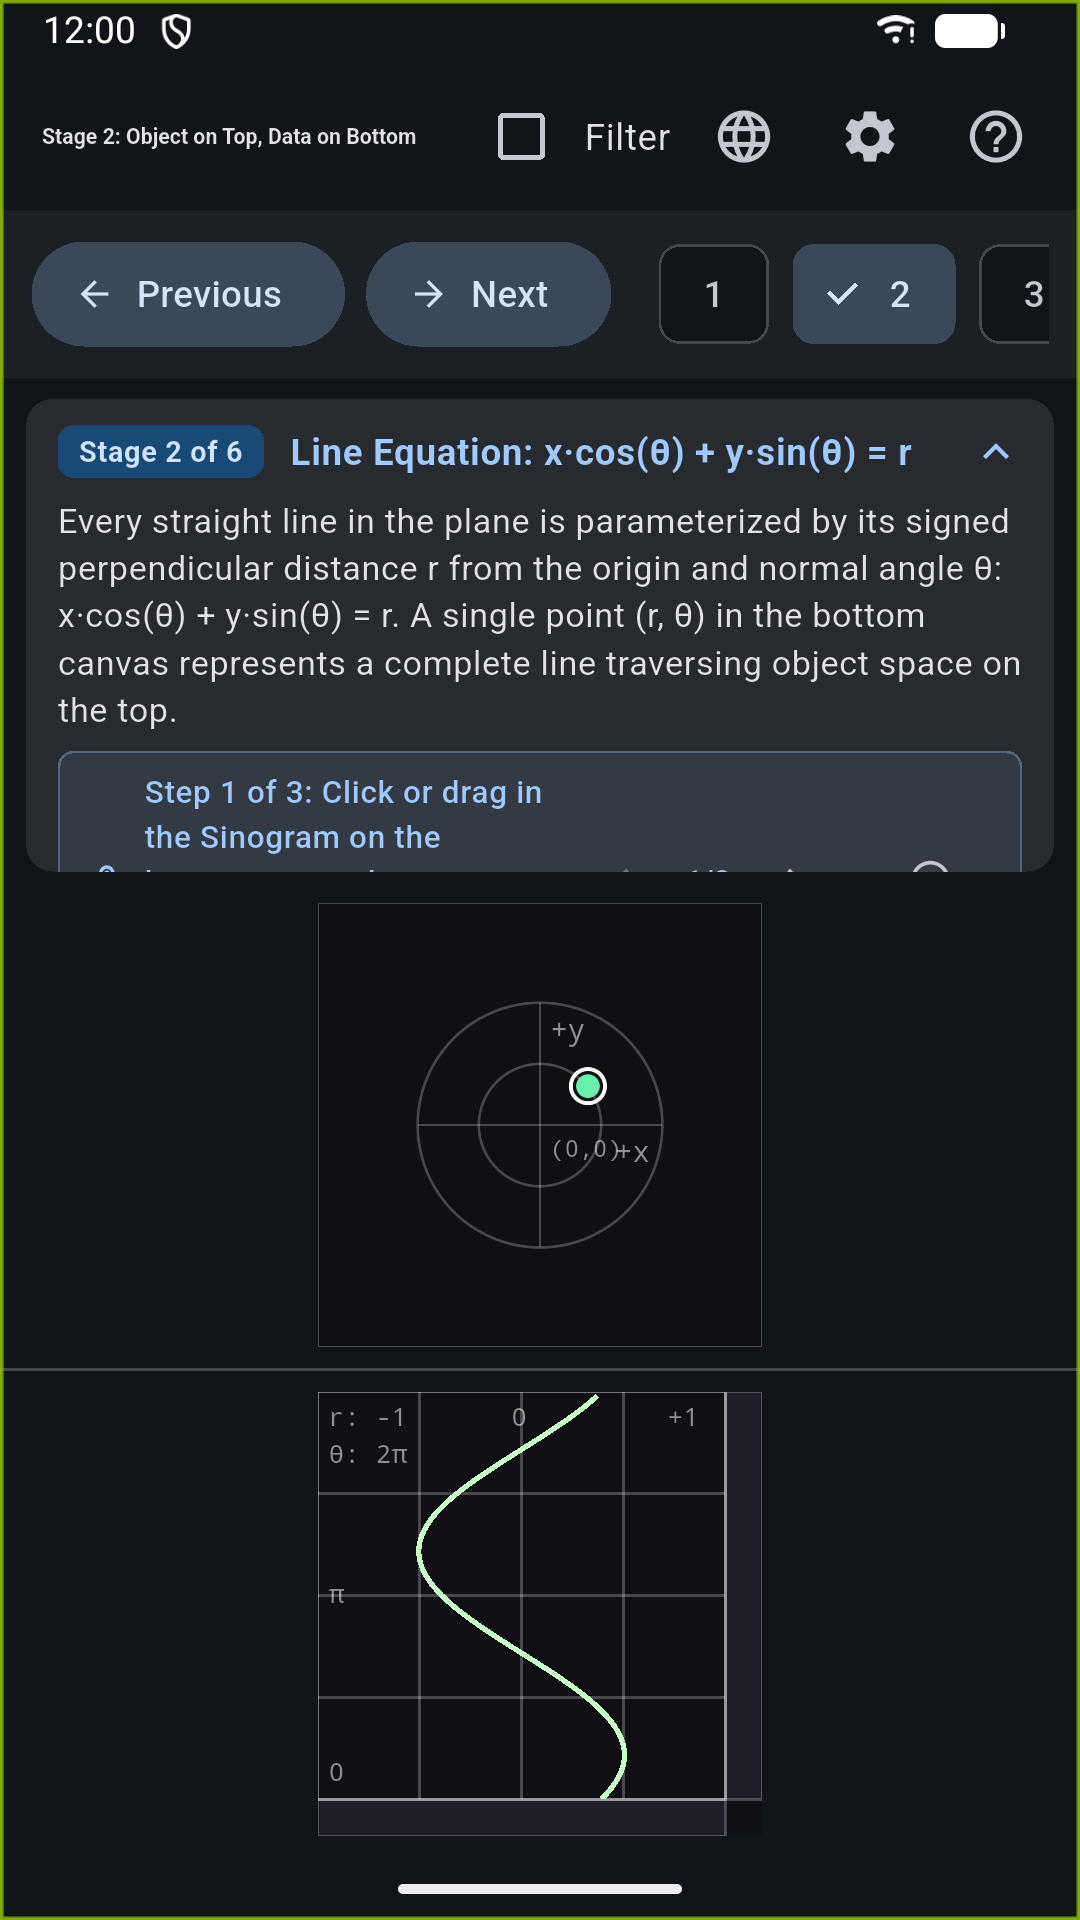 12:00
Stage 2: Object on Top, Data on Bottom
Filter
Previous
Next
1
2
3
Stage 2 of 6
Line Equation: x·cos(θ) + y·sin(θ) = r
Every straight line in the plane is parameterized by its signed
perpendicular distance r from the origin and normal angle θ:
x·cos(θ) + y·sin(θ) = r. A single point (r, θ) in the bottom
canvas represents a complete line traversing object space on
the top.
Step 1 of 3: Click or drag in
the Sinogram on the
+y
(0,0)
+x
r: -1
0
+1
θ: 2π
π
0